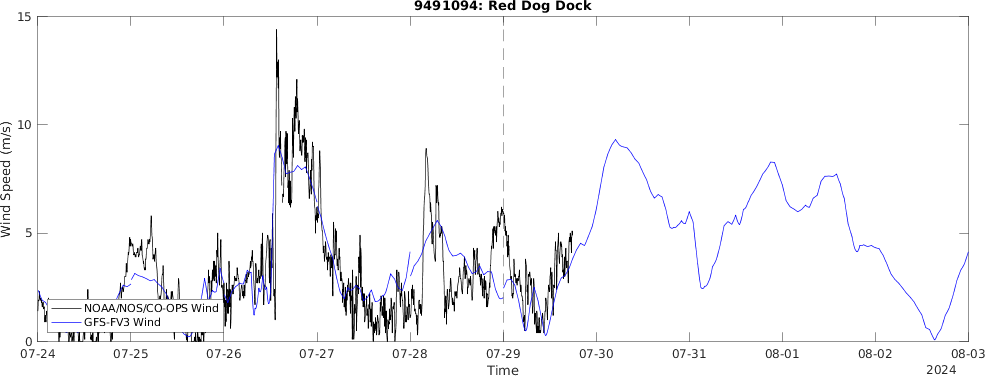 9491094: Red Dog Dock
Wind Speed (m/s)
15
10
5
0
NOAA/NOS/CO-OPS Wind
GFS-FV3 Wind
07-24 07-25 07-26 07-27 07-28 07-29 07-30 07-31 08-01 08-02 08-03
Time
2024